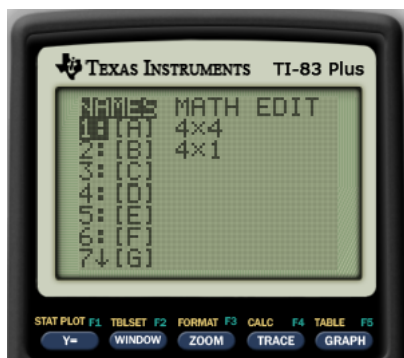 TEXAS INSTRUMENTS TI-83 Plus
NAMES MATH EDIT
1:[A] 4×4
2:[B] 4×1
3:[C]
4:[D]
5:[E]
6:[F]
7↓[G]
STAT PLOT F1 TBLSET F2 FORMAT F3 CALC F4 TABLE F5
Y= WINDOW ZOOM TRACE GRAPH